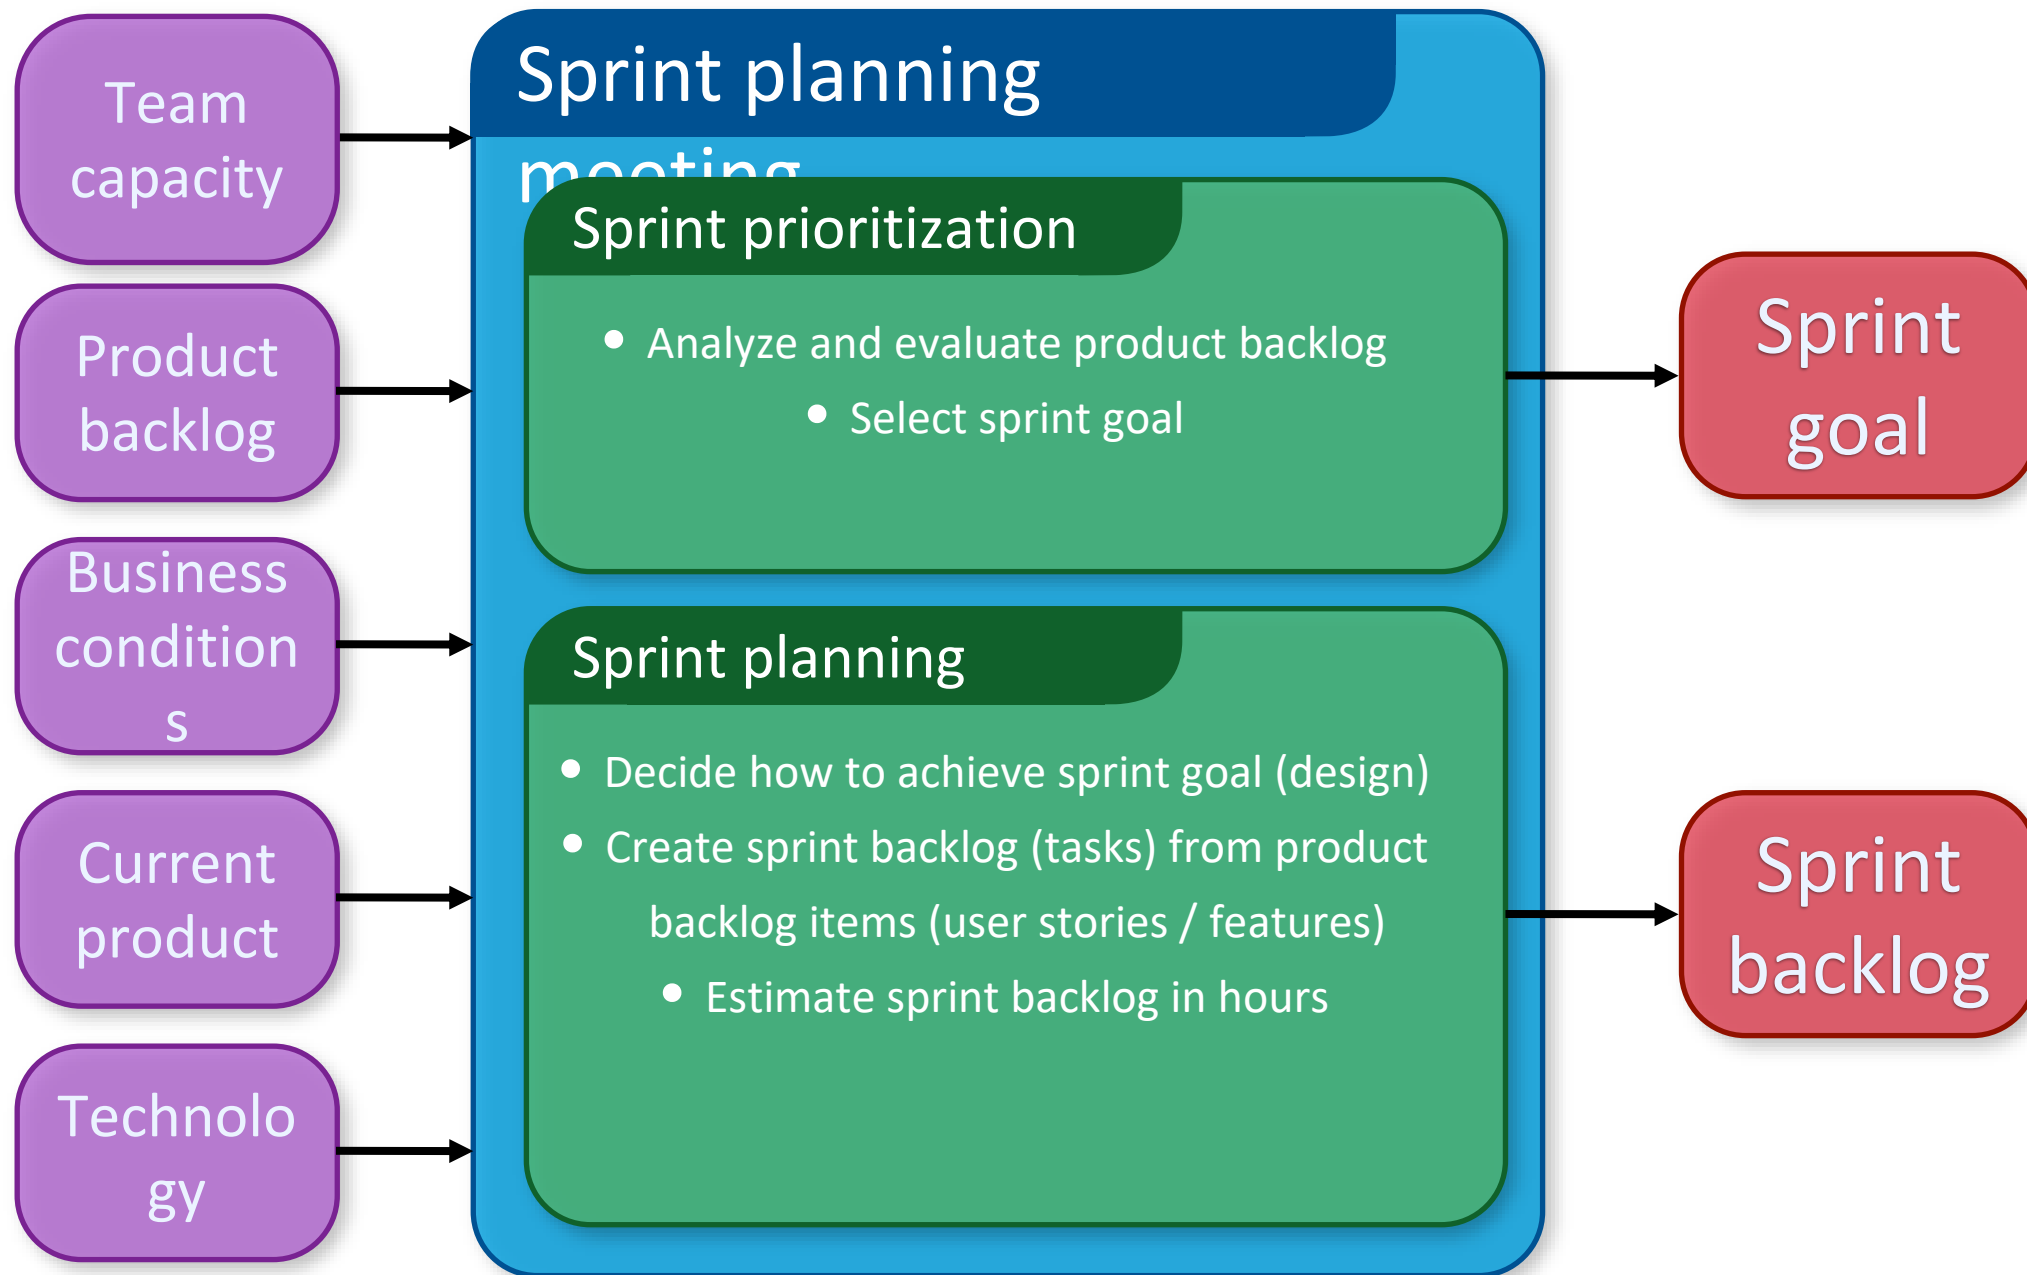 Team
capacity
Product
backlog
Business
condition
s
Current
product
Technolo
gy
Sprint planning
meeting
Sprint prioritization
• Analyze and evaluate product backlog
• Select sprint goal
Sprint planning
• Decide how to achieve sprint goal (design)
• Create sprint backlog (tasks) from product
backlog items (user stories / features)
• Estimate sprint backlog in hours
Sprint
goal
Sprint
backlog